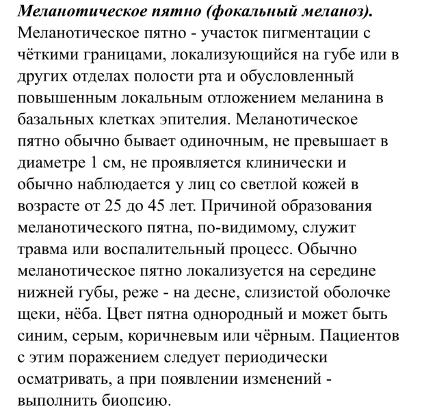 Меланотическое пятно (фокальный меланоз).
Меланотическое пятно - участок пигментации с
чёткими границами, локализующийся на губе или в
других отделах полости рта и обусловленный
повышенным локальным отложением меланина в
базальных клетках эпителия. Меланотическое
пятно обычно бывает одиночным, не превышает в
диаметре 1 см, не проявляется клинически и
обычно наблюдается у лиц со светлой кожей в
возрасте от 25 до 45 лет. Причиной образования
меланотического пятна, по-видимому, служит
травма или воспалительный процесс. Обычно
меланотическое пятно локализуется на середине
нижней губы, реже - на десне, слизистой оболочке
щеки, нёба. Цвет пятна однородный и может быть
синим, серым, коричневым или чёрным. Пациентов
с этим поражением следует периодически
осматривать, а при появлении изменений -
выполнить биопсию.